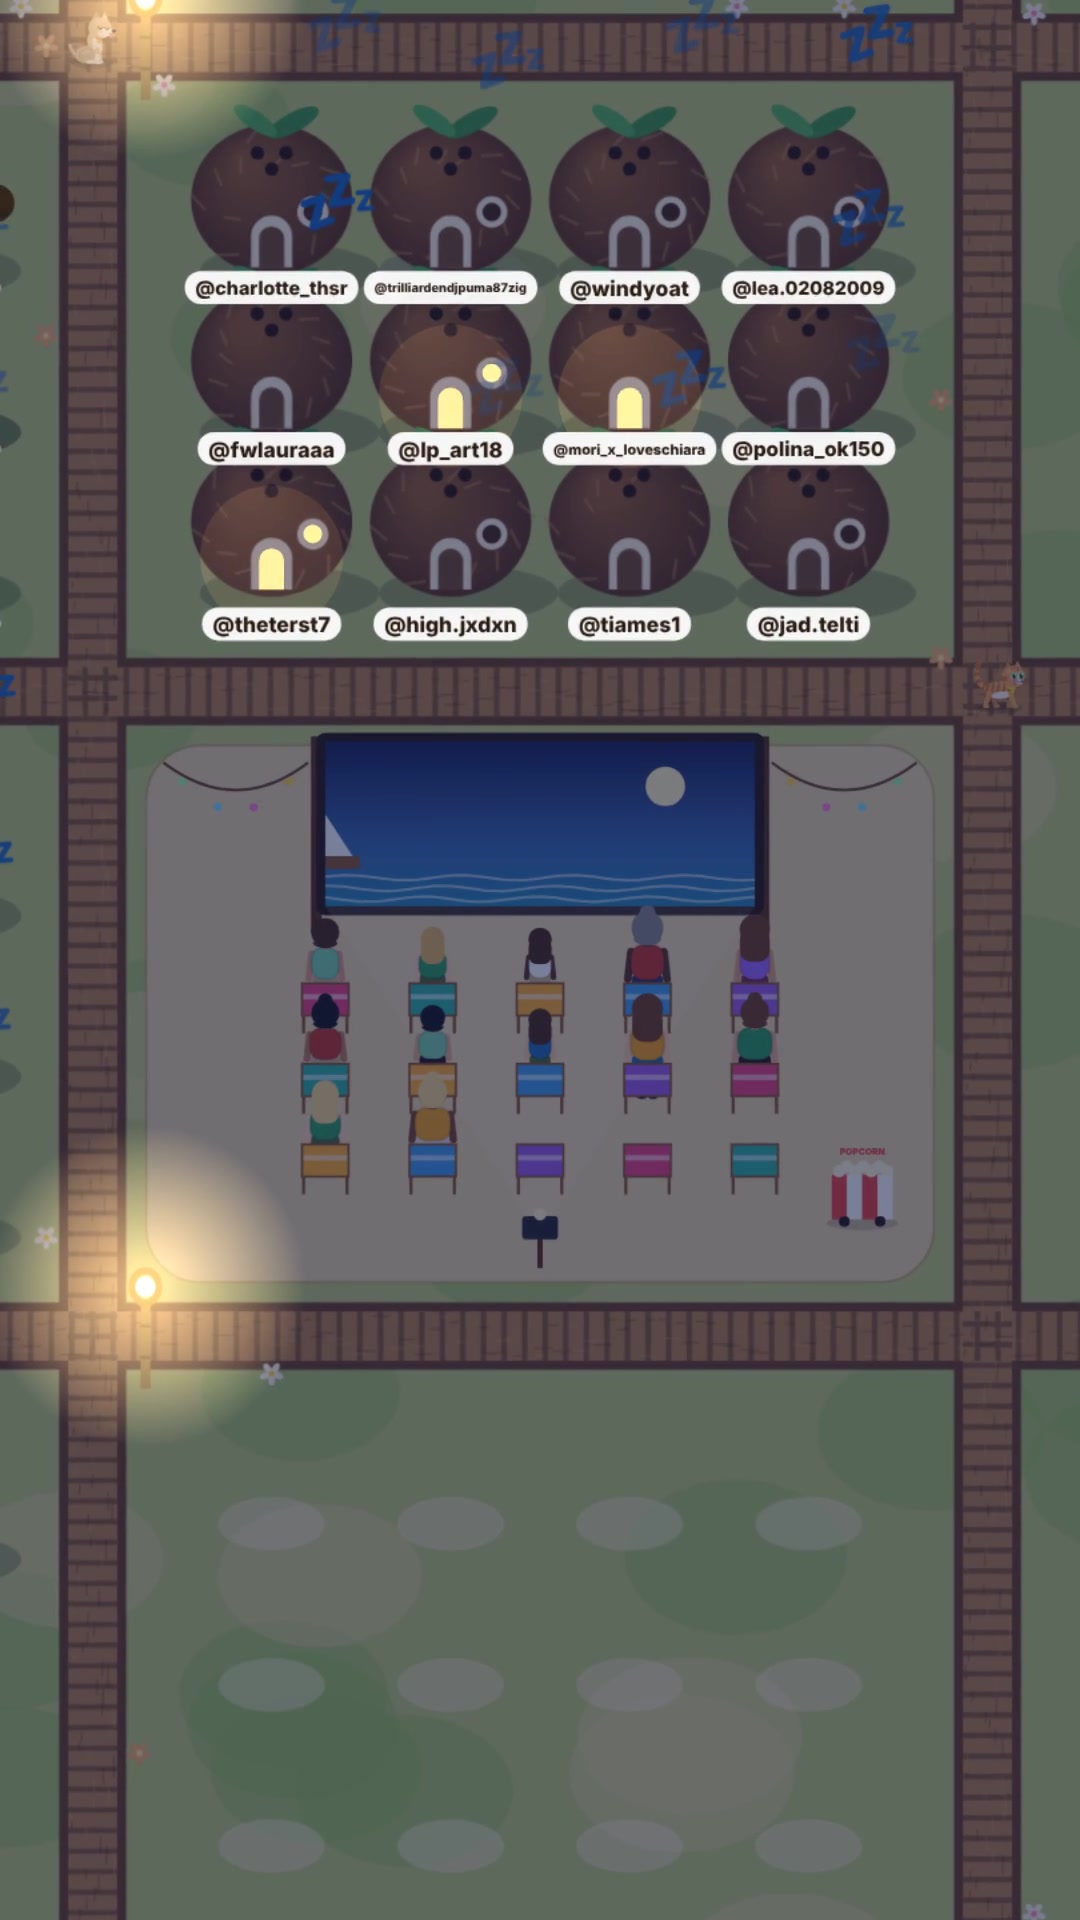 @charlotte_thsr
@trilliardendjpuma87zig
@windyoat
@lea.02082009
@fwlauraaa
@lp_art18
@mori_x_loveschiara
@polina_ok150
@theterst7
@high.jxdxn
@tiames1
@jad.telti
POPCORN